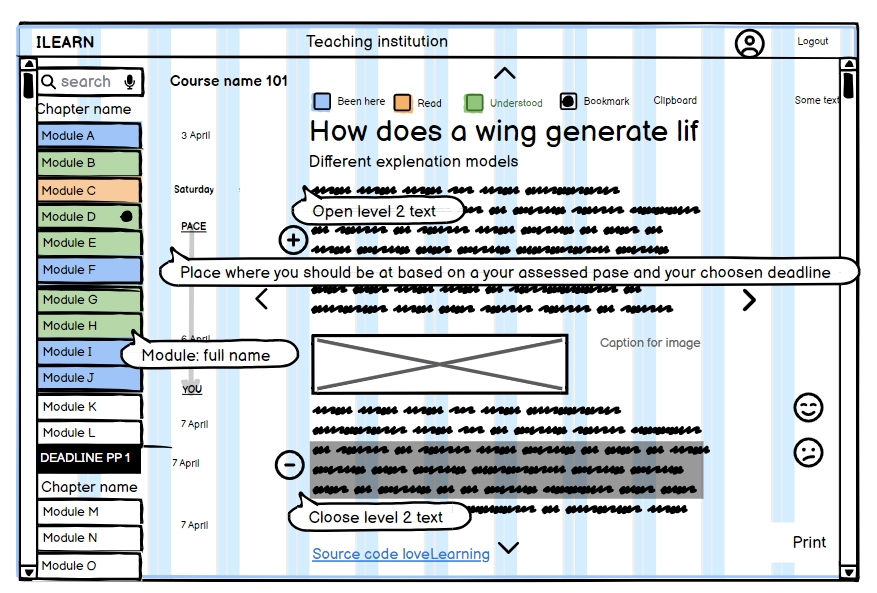 ILEARN
Teaching institution
Logout
search
Course name 101
Chapter name
Been here
Read
Understood
Bookmark
Clipboard
Some text
Module A
3 April
How does a wing generate lif
Module B
Different explenation models
Module C
Saturday
Module D
Open level 2 text
PACE
Module E
Module F
Place where you should be at based on a your assessed pase and your choosen deadline
Module G
Module H
6 April
Module I
Module: full name
Caption for image
Module J
YOU
Module K
7 April
Module L
DEADLINE PP 1
7 April
Chapter name
Module M
Cloose level 2 text
7 April
Module N
Print
Source code loveLearning
Module O